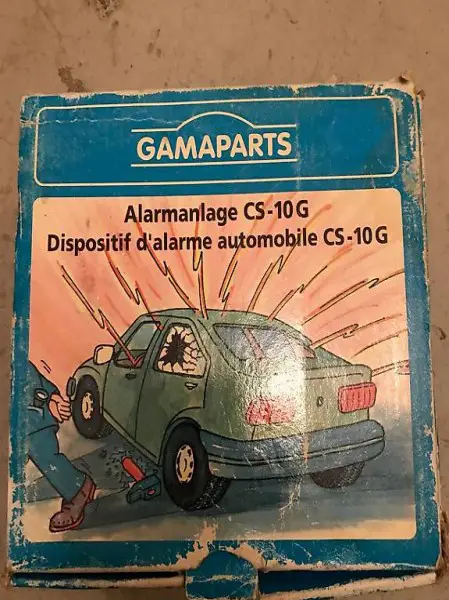 GAMAPARTS
Alarmanlage CS-10G
Dispositif d'alarme automobile CS-10G